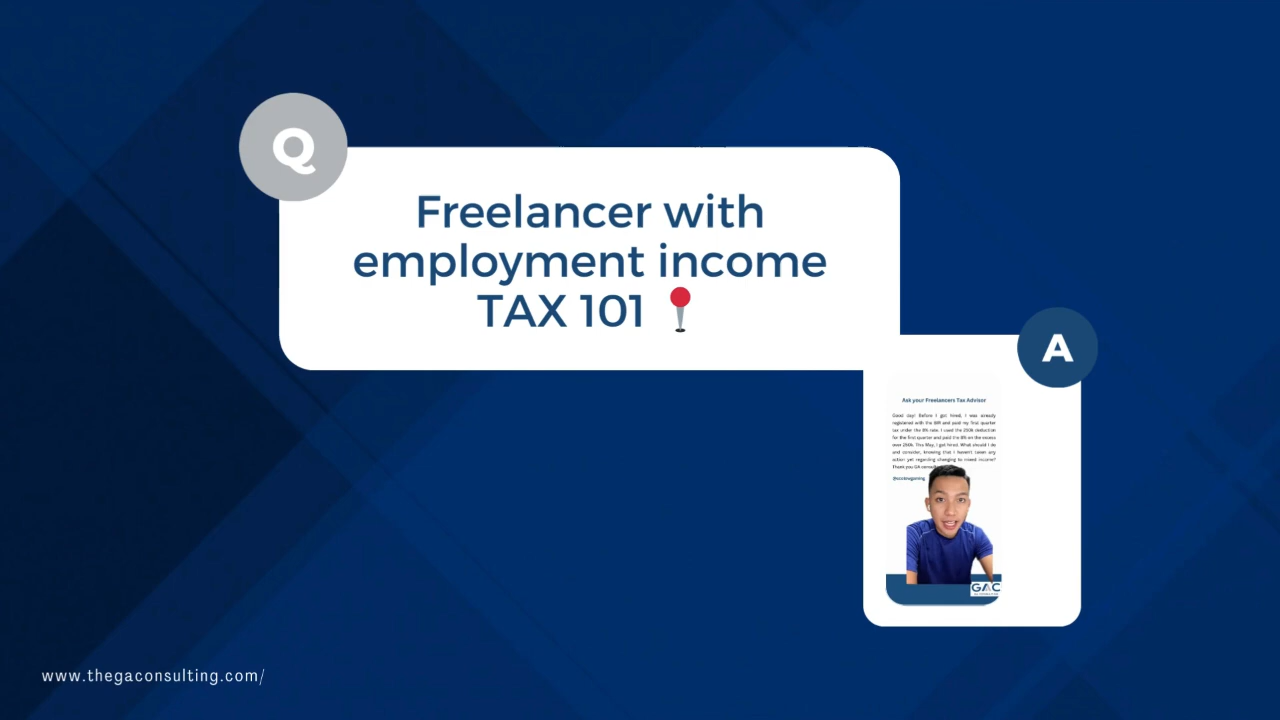 Q
Freelancer with
employment income
TAX 101
A
Ask your Freelancers Tax Advisor
Good day! Before I got hired, I was already
registered with the BIR and paid my first quarter
tax under the 8% rate. I used the 250k deduction
for the first quarter and paid the 8% on the excess
over 250k. This May, I got hired. What should I do
and consider, knowing that I haven't taken any
action yet regarding changing to mixed income?
Thank you GA
GAC
www.thegaconsulting.com/